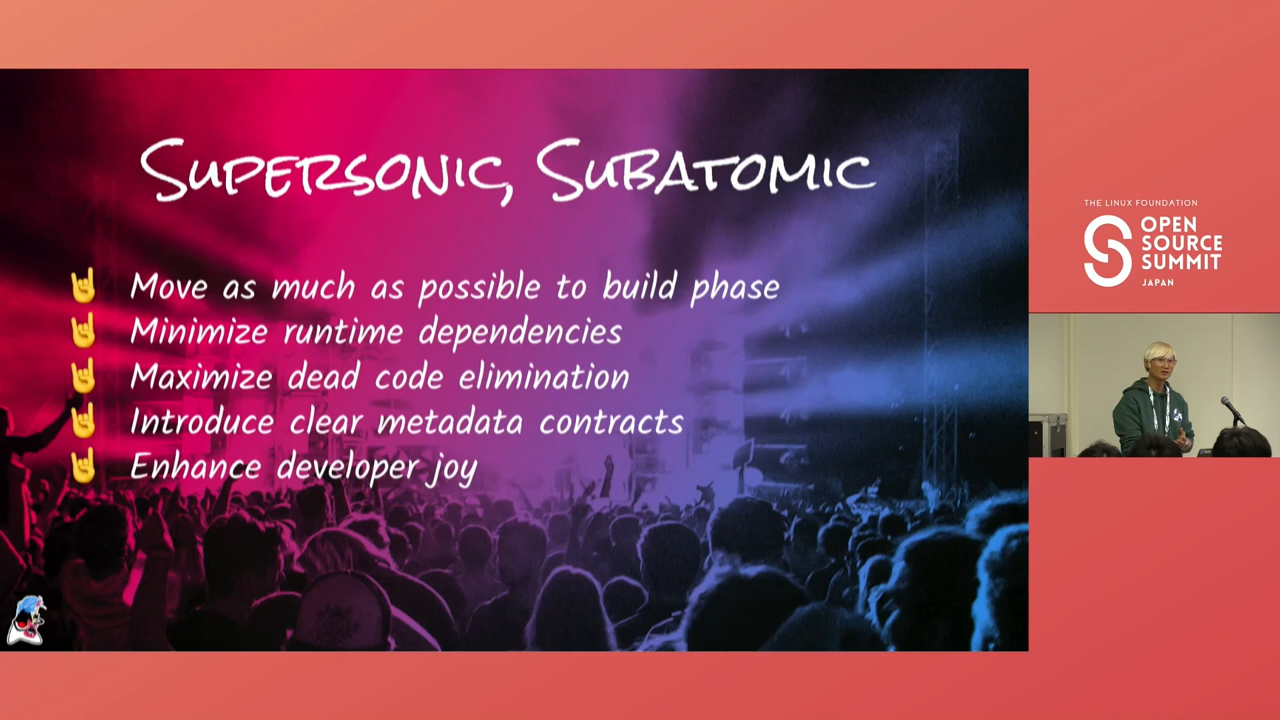 Supersonic, Subatomic
🤘 Move as much as possible to build phase
🤘 Minimize runtime dependencies
🤘 Maximize dead code elimination
🤘 Introduce clear metadata contracts
🤘 Enhance developer joy
THE LINUX FOUNDATION
OPEN
SOURCE
SUMMIT
JAPAN